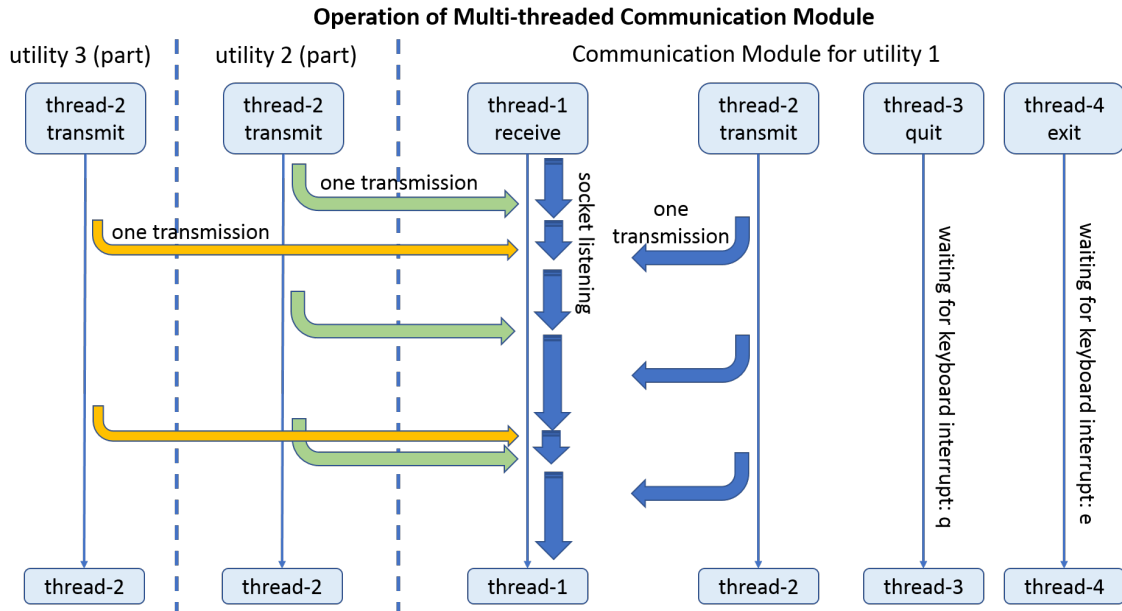 Operation of Multi-threaded Communication Module
utility 3 (part)
utility 2 (part)
Communication Module for utility 1
thread-2
transmit
thread-2
transmit
thread-1
receive
thread-2
transmit
thread-3
quit
thread-4
exit
one transmission
one transmission
socket listening
one
transmission
waiting for keyboard interrupt: q
waiting for keyboard interrupt: e
thread-2
thread-2
thread-1
thread-2
thread-3
thread-4